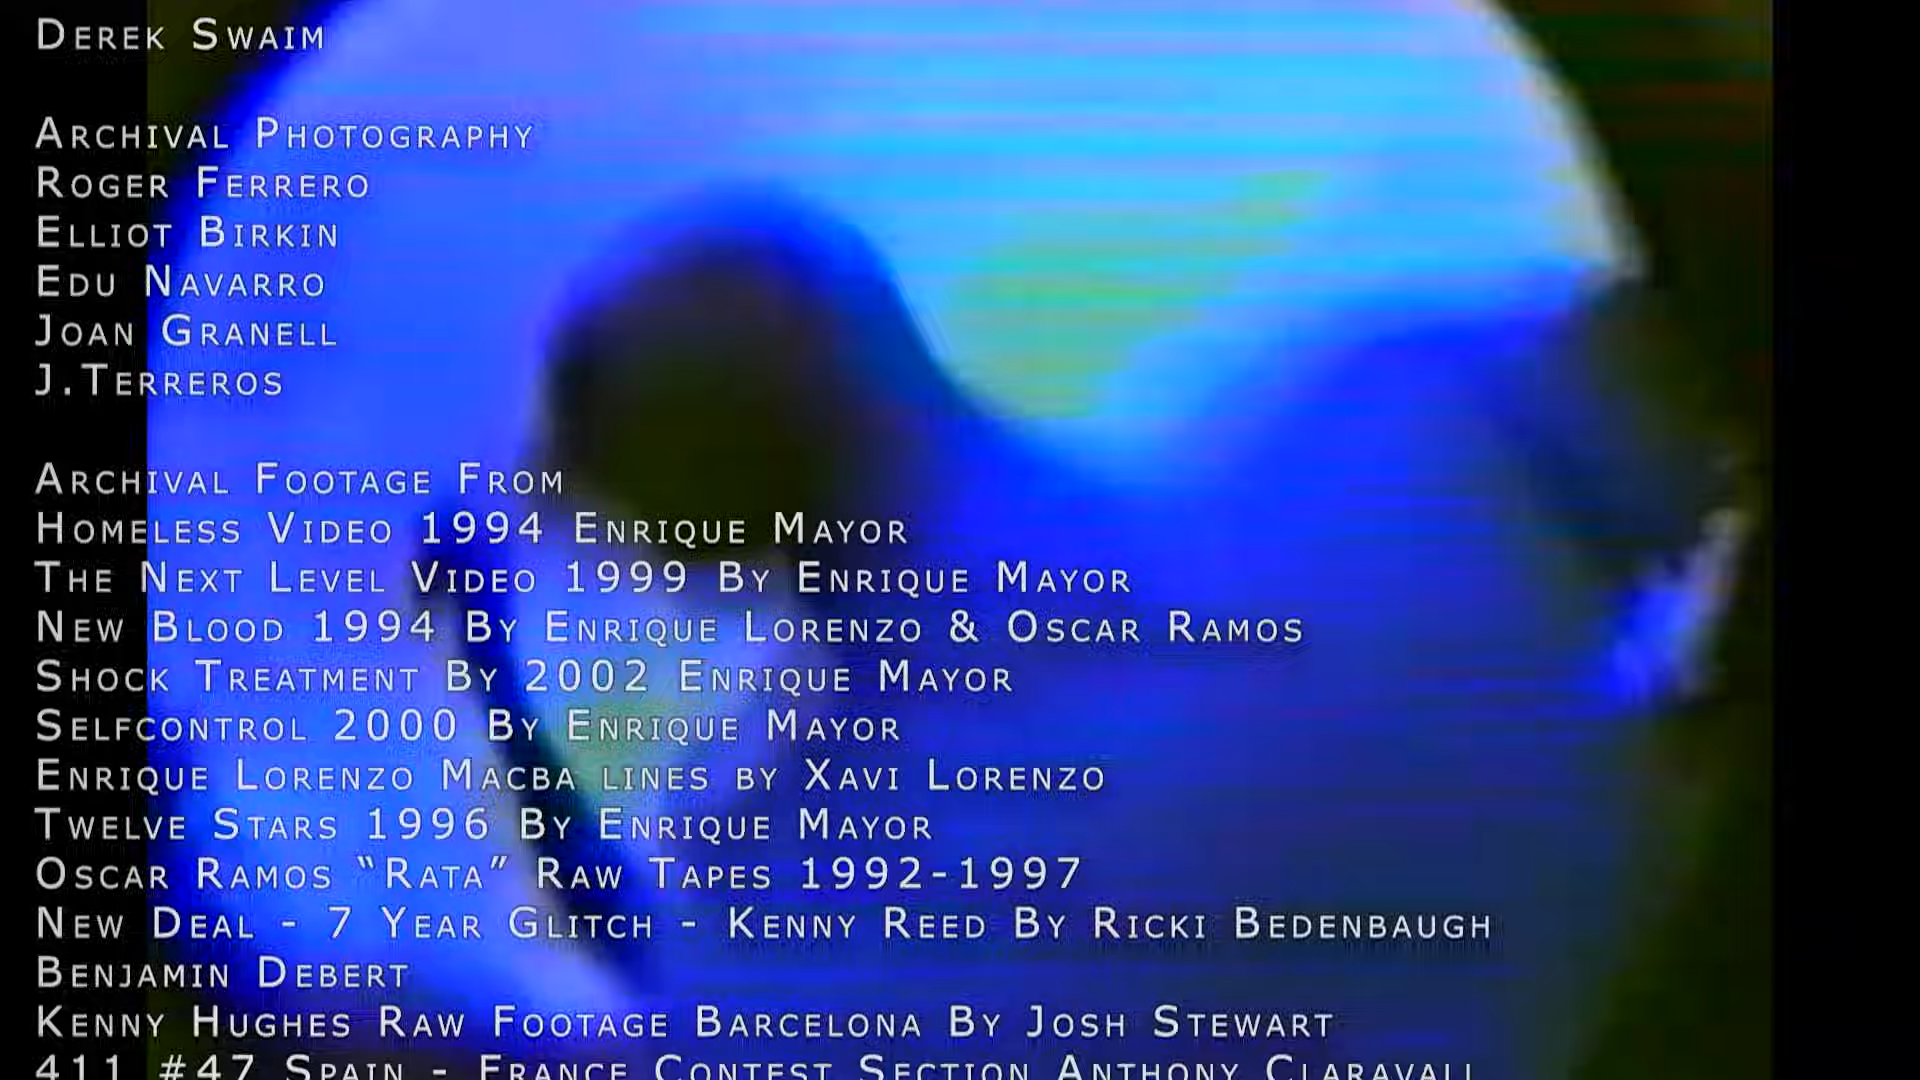 Derek Swaim
Archival Photography
Roger Ferrero
Elliot Birkin
Edu Navarro
Joan Granell
J.Terreros
Archival Footage From
Homeless Video 1994 Enrique Mayor
The Next Level Video 1999 By Enrique Mayor
New Blood 1994 By Enrique Lorenzo & Oscar Ramos
Shock Treatment By 2002 Enrique Mayor
Selfcontrol 2000 By Enrique Mayor
Enrique Lorenzo Macba lines by Xavi Lorenzo
Twelve Stars 1996 By Enrique Mayor
Oscar Ramos “Rata” Raw Tapes 1992-1997
New Deal - 7 Year Glitch - Kenny Reed By Ricki Bedenbaugh
Benjamin Debert
Kenny Hughes Raw Footage Barcelona By Josh Stewart
411 #47 Spain - France Contest Section Anthony Claravall